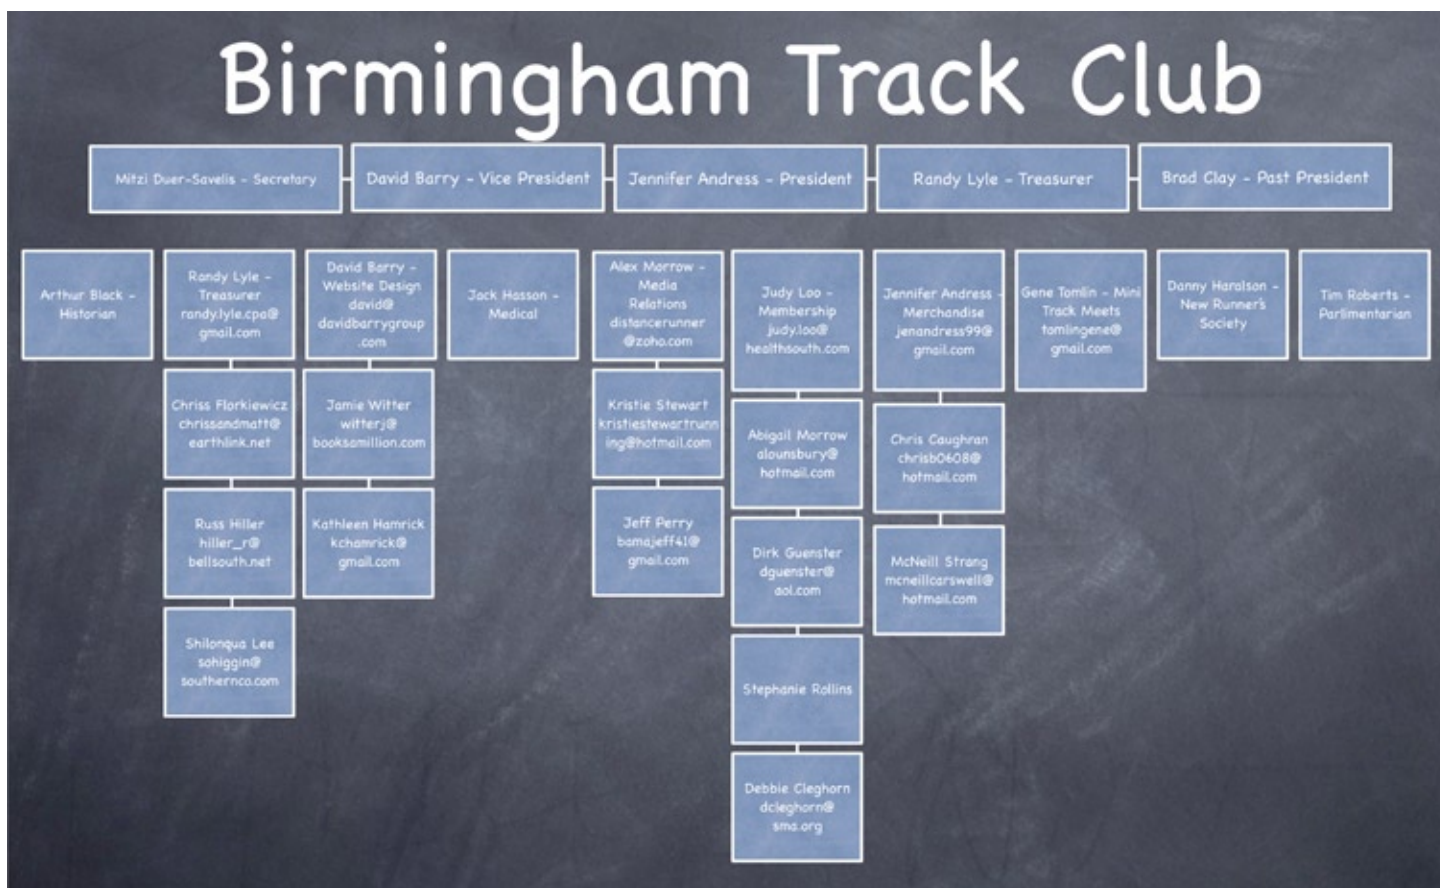 Birmingham Track Club
Mitzi Duer-Savelis - Secretary
David Barry - Vice President
Jennifer Andress - President
Randy Lyle - Treasurer
Brad Clay - Past President
Arthur Black -
Historian
Randy Lyle -
Treasurer
randy.lyle.cpa@
gmail.com
David Barry -
Website Design
david@
davidbarrygroup
.com
Jack Hasson -
Medical
Alex Morrow -
Media
Relations
distancerunner
@zoho.com
Judy Loo -
Membership
judy.loo@
healthsouth.com
Jennifer Andress -
Merchandise
jenandress99@
gmail.com
Gene Tomlin - Mini
Track Meets
tomlingene@
gmail.com
Danny Haralson -
New Runner's
Society
Tim Roberts -
Parlimentarian
Chriss Florkiewicz
chrissandmatt@
earthlink.net
Russ Hiller
hiller_r@
bellsouth.net
Shilonqua Lee
sohiggin@
southernco.com
Jamie Witter
witterj@
booksamillion.com
Kathleen Hamrick
kchamrick@
gmail.com
Kristie Stewart
kristiestewartrunn
ing@hotmail.com
Jeff Perry
bamajeff41@
gmail.com
Abigail Morrow
alounsbury@
hotmail.com
Dirk Guenster
dguenster@
aol.com
Stephanie Rollins
Debbie Cleghorn
dcleghorn@
sma.org
Chris Caughran
chrisb0608@
hotmail.com
McNeill Strang
mcneillcarswell@
hotmail.com